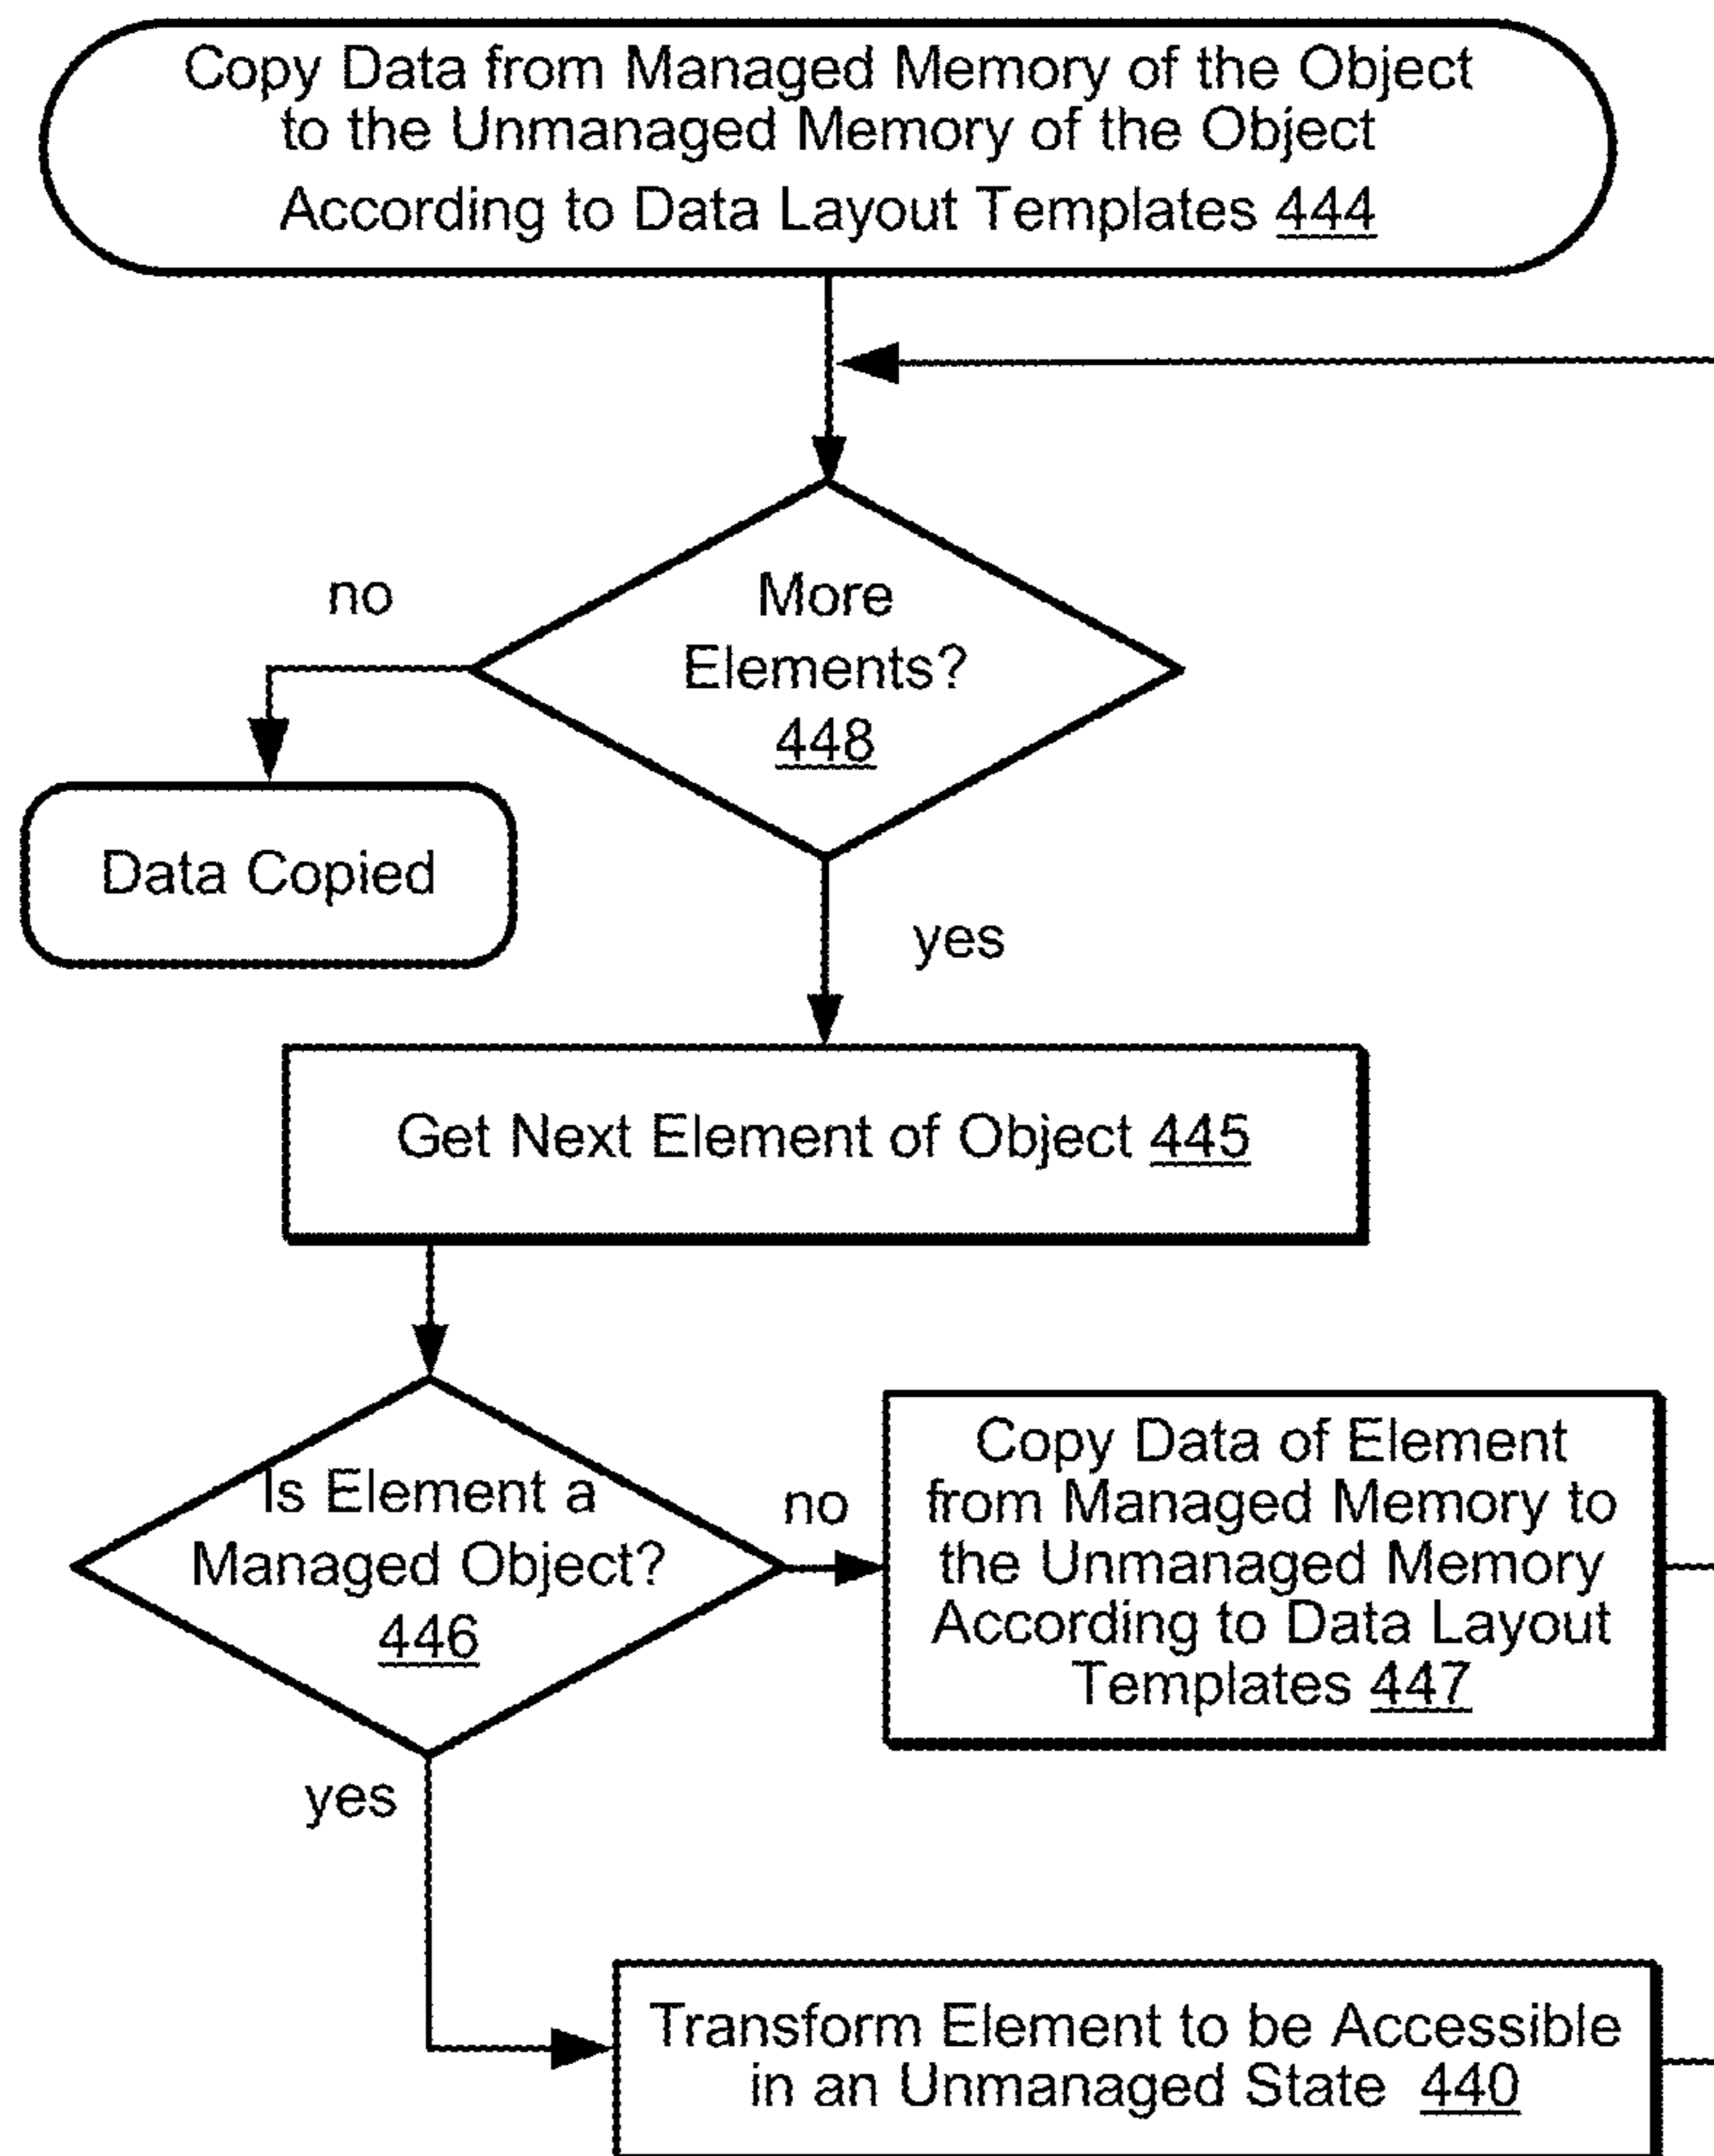 Copy Data from Managed Memory of the Object
to the Unmanaged Memory of the Object
According to Data Layout Templates 444
no
More
Elements?
448
Data Copied
yes
Get Next Element of Object 445
Is Element a
Managed Object?
446
no
Copy Data of Element
from Managed Memory to
the Unmanaged Memory
According to Data Layout
Templates 447
yes
Transform Element to be Accessible
in an Unmanaged State 440